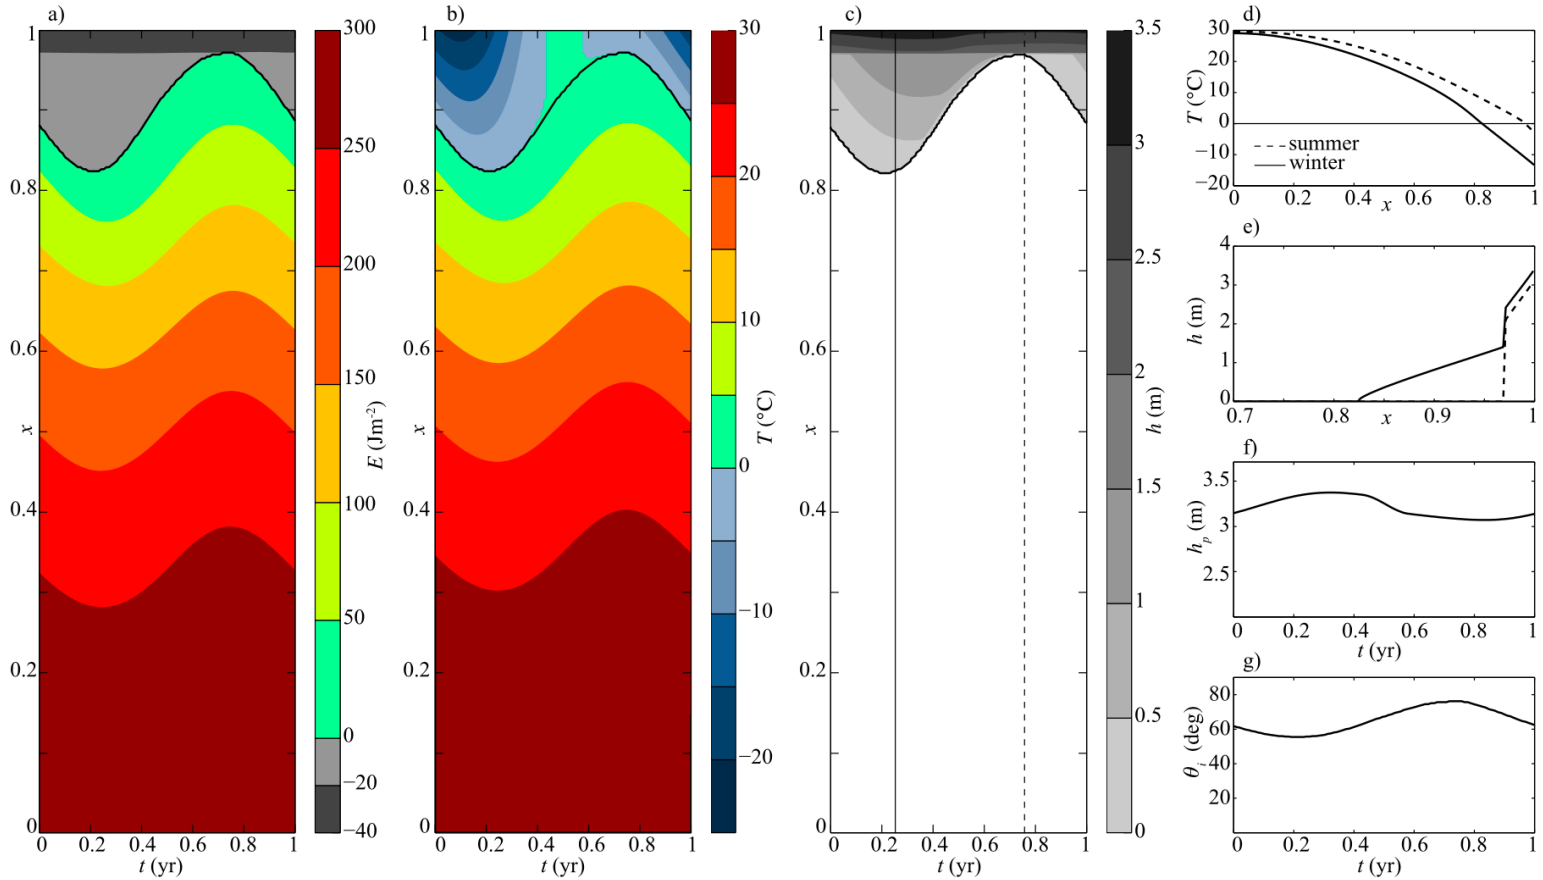 a)
1
0.8
0.6
x
0.4
0.2
0
0 0.2 0.4 0.6 0.8 1
t (yr)
300
250
200
150
100
50
0
−20
−40
E (Jm-2)
b)
1
0.8
0.6
x
0.4
0.2
0
0 0.2 0.4 0.6 0.8 1
t (yr)
30
20
10
0
−10
−20
T (°C)
c)
1
0.8
0.6
0.4
0.2
0
0 0.2 0.4 0.6 0.8 1
t (yr)
3.5
3
2.5
2
1.5
1
0.5
0
h (m)
d)
30
20
10
0
−10
−20
T (°C)
summer
winter
0 0.2 0.4 0.6 0.8 1
x
e)
4
3
2
1
0
h (m)
0.7 0.8 0.9 1
x
f)
3.5
3
2.5
hp (m)
0 0.2 0.4 0.6 0.8 1
t (yr)
g)
80
60
40
20
θi (deg)
0 0.2 0.4 0.6 0.8 1
t (yr)